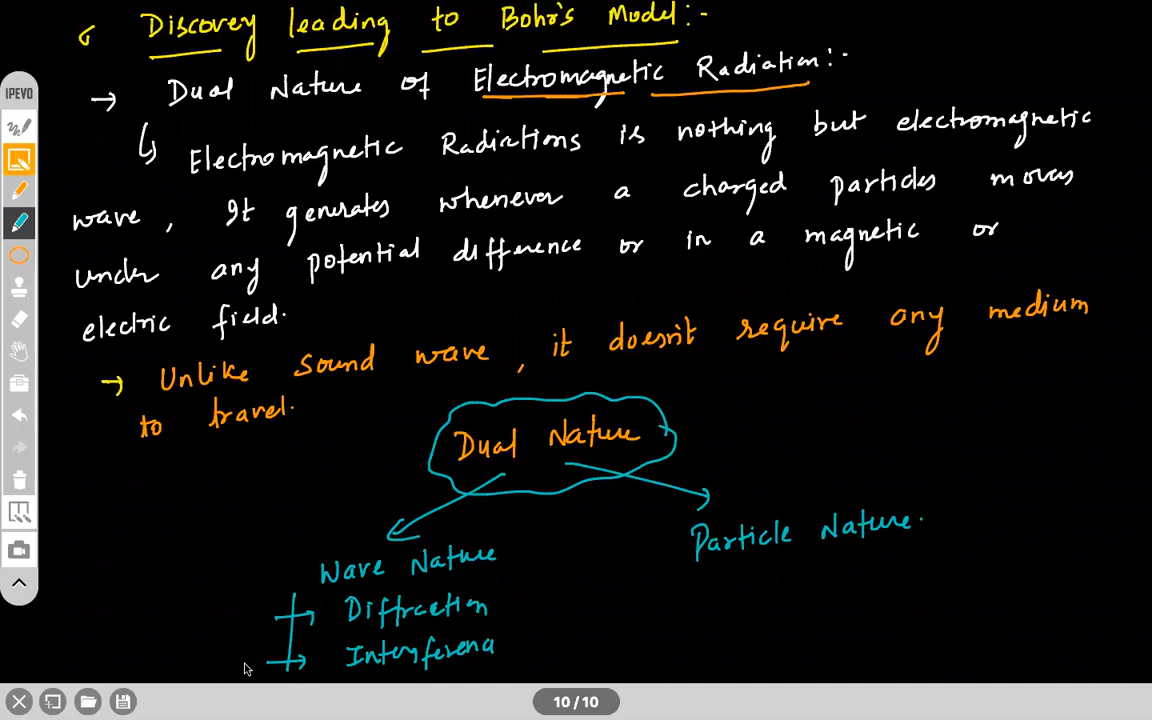 Discovery leading to Bohr's Model:-
→ Dual Nature of Electromagnetic Radiation:-
IPEVO
↳ Electromagnetic Radiations is nothing but electromagnetic
wave, It generates whenever a charged particles moves
under any potential difference or in a magnetic or
electric field.
→ Unlike sound wave, it doesn't require any medium
to travel.
Dual Nature
Wave Nature
Particle Nature.
→ Diffraction
→ Interferenc
10/10